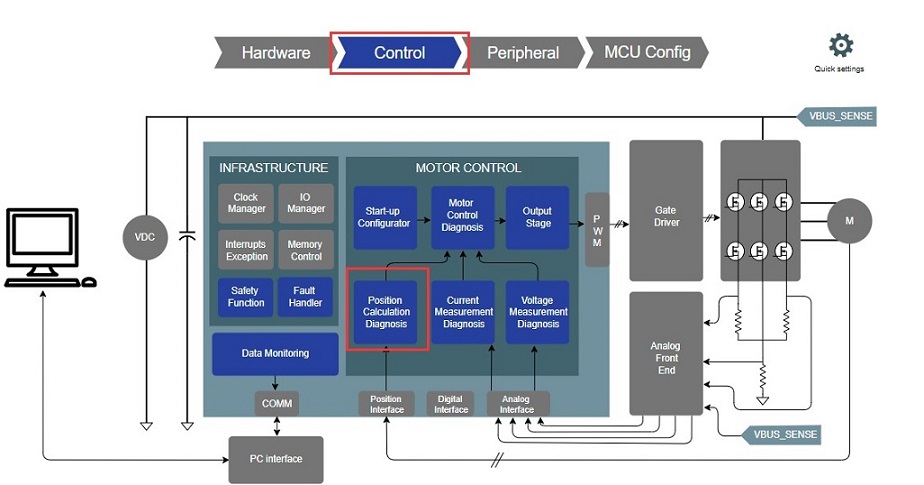 Hardware
Control
Peripheral
MCU Config
Quick settings
VBUS_SENSE
INFRASTRUCTURE
MOTOR CONTROL
Clock
Manager
IO
Manager
Start-up
Configurator
Motor
Control
Diagnosis
Output
Stage
P
W
M
Gate
Driver
M
VDC
Interrupts
Exception
Memory
Control
Safety
Function
Fault
Handler
Position
Calculation
Diagnosis
Current
Measurement
Diagnosis
Voltage
Measurement
Diagnosis
Data Monitoring
Analog
Front
End
COMM
Position
Interface
Digital
Interface
Analog
Interface
VBUS_SENSE
PC interface